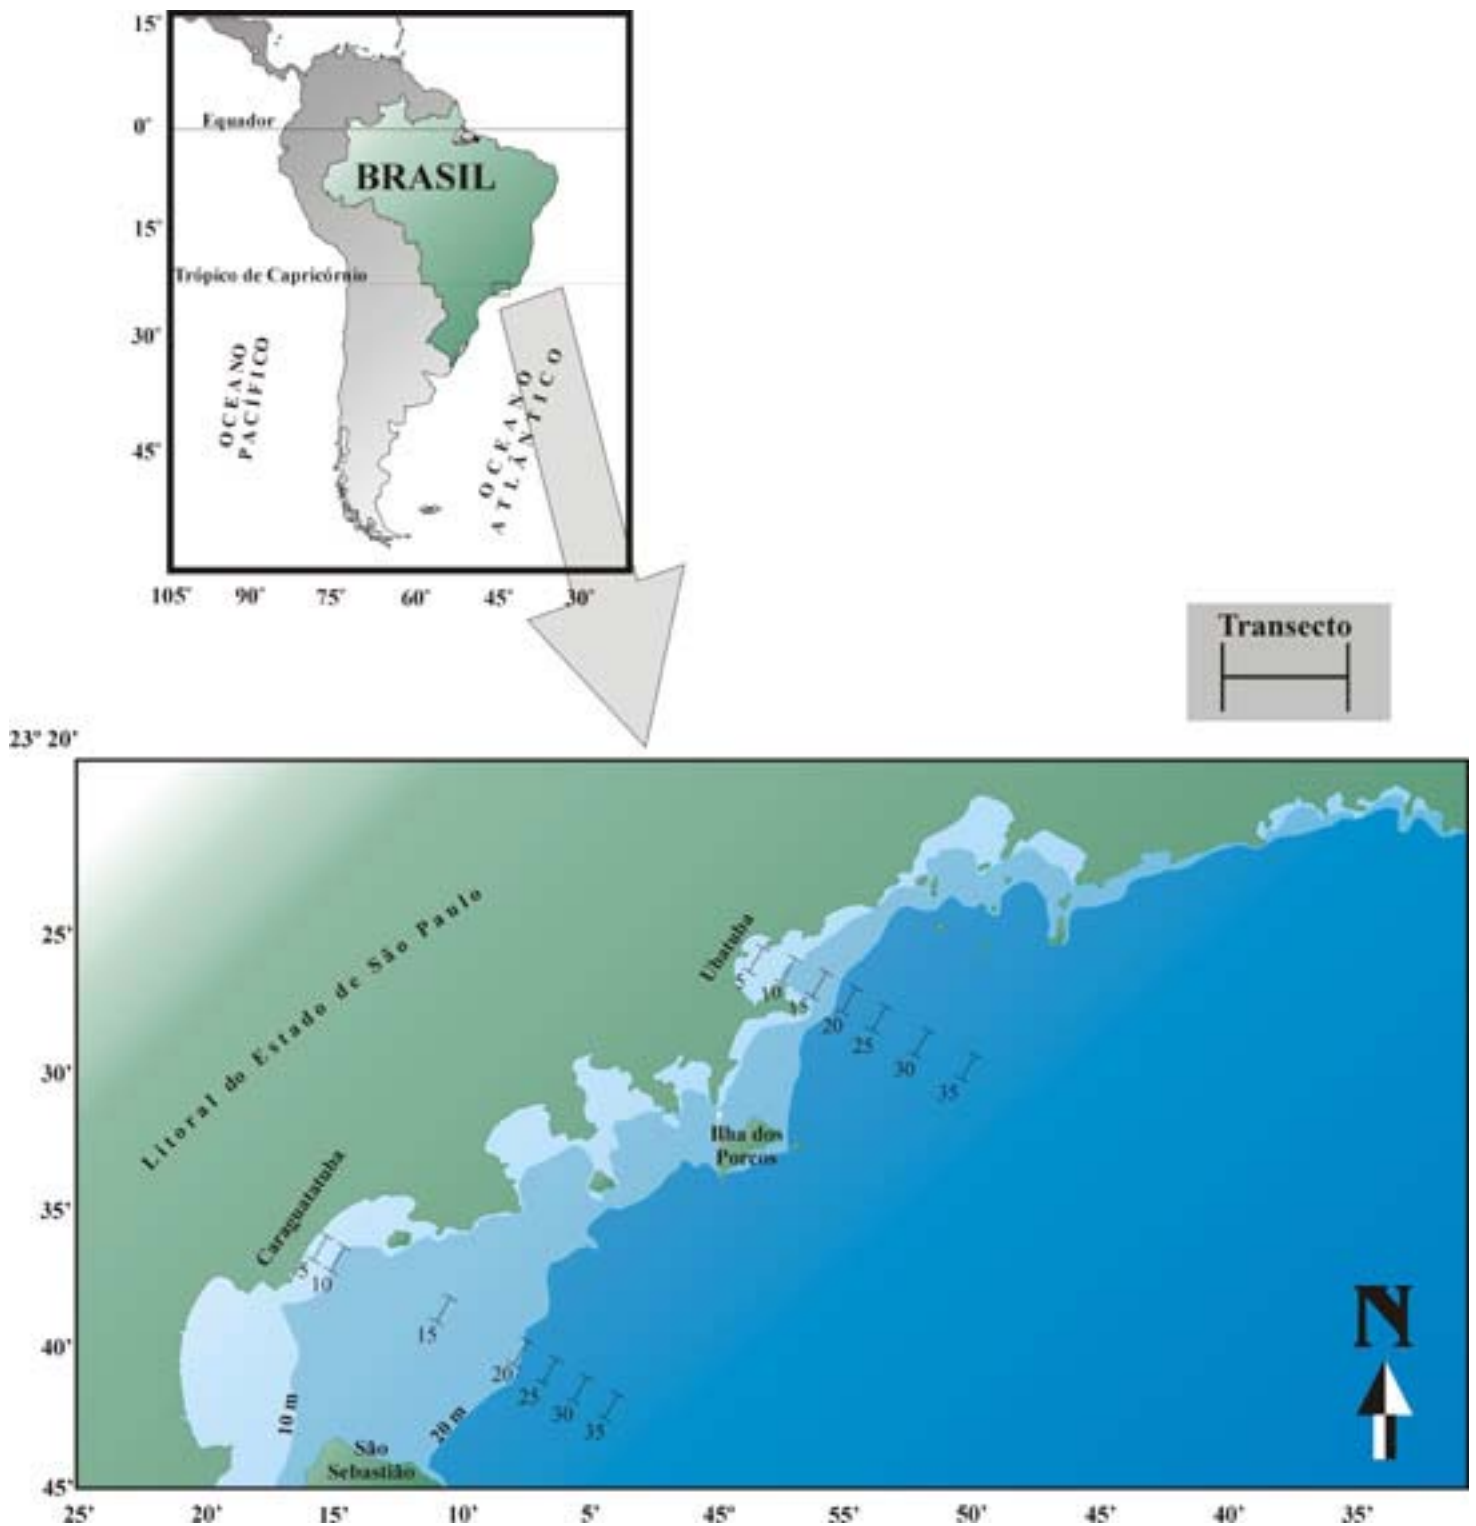 15°
Equador
0°
BRASIL
15°
Trópico de Capricórnio
30°
OCEANO
PACÍFICO
OCEANO
ATLÂNTICO
45°
105°
90°
75°
60°
45°
30°
Transecto
23° 20'
25'
30'
35'
40'
45'
Litoral do Estado de São Paulo
Ubatuba
5
10
15
20
25
30
35
Ilha dos
Porcos
Caraguatatuba
5
10
15
20
25
30
35
10 m
20 m
São
Sebastião
N
25'
20'
15'
10'
5'
45°
55'
50'
45'
40'
35'